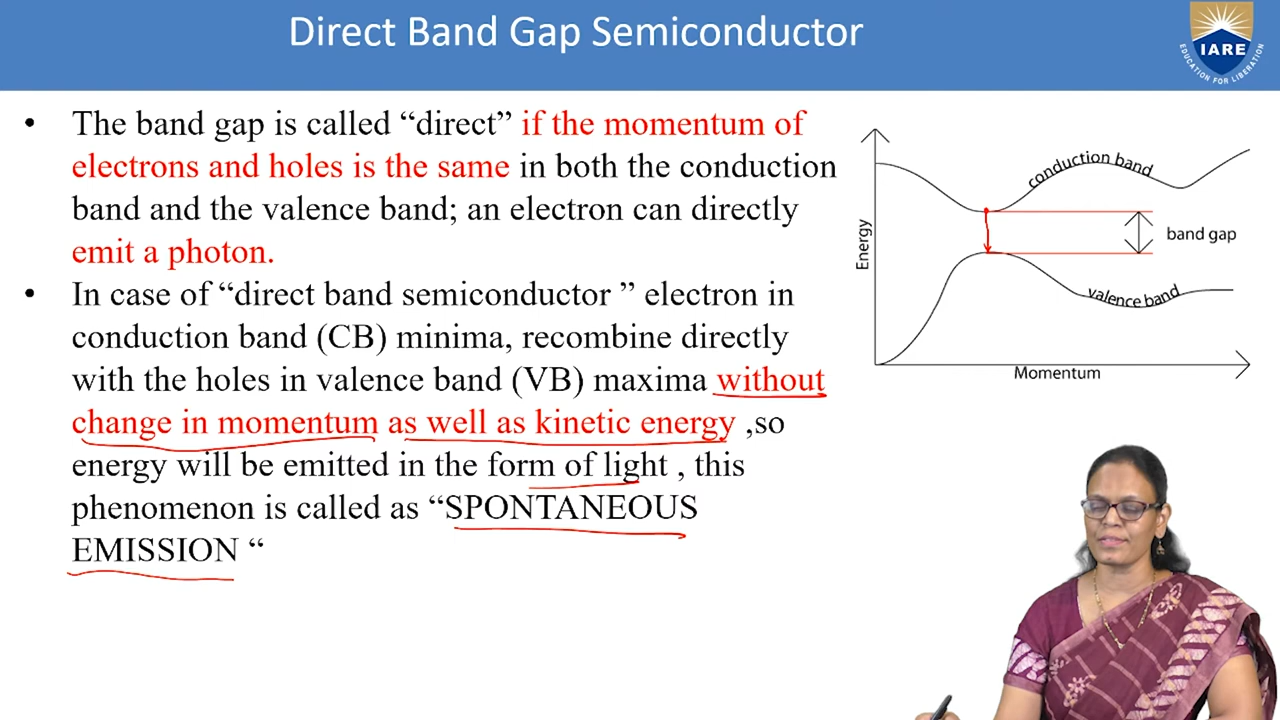 Direct Band Gap Semiconductor
IARE
EDUCATION FOR LIBERATION
• The band gap is called “direct” if the momentum of
electrons and holes is the same in both the conduction
band and the valence band; an electron can directly
emit a photon.
• In case of “direct band semiconductor ” electron in
conduction band (CB) minima, recombine directly
with the holes in valence band (VB) maxima without
change in momentum as well as kinetic energy ,so
energy will be emitted in the form of light , this
phenomenon is called as “SPONTANEOUS
EMISSION “
conduction band
band gap
Energy
valence band
Momentum